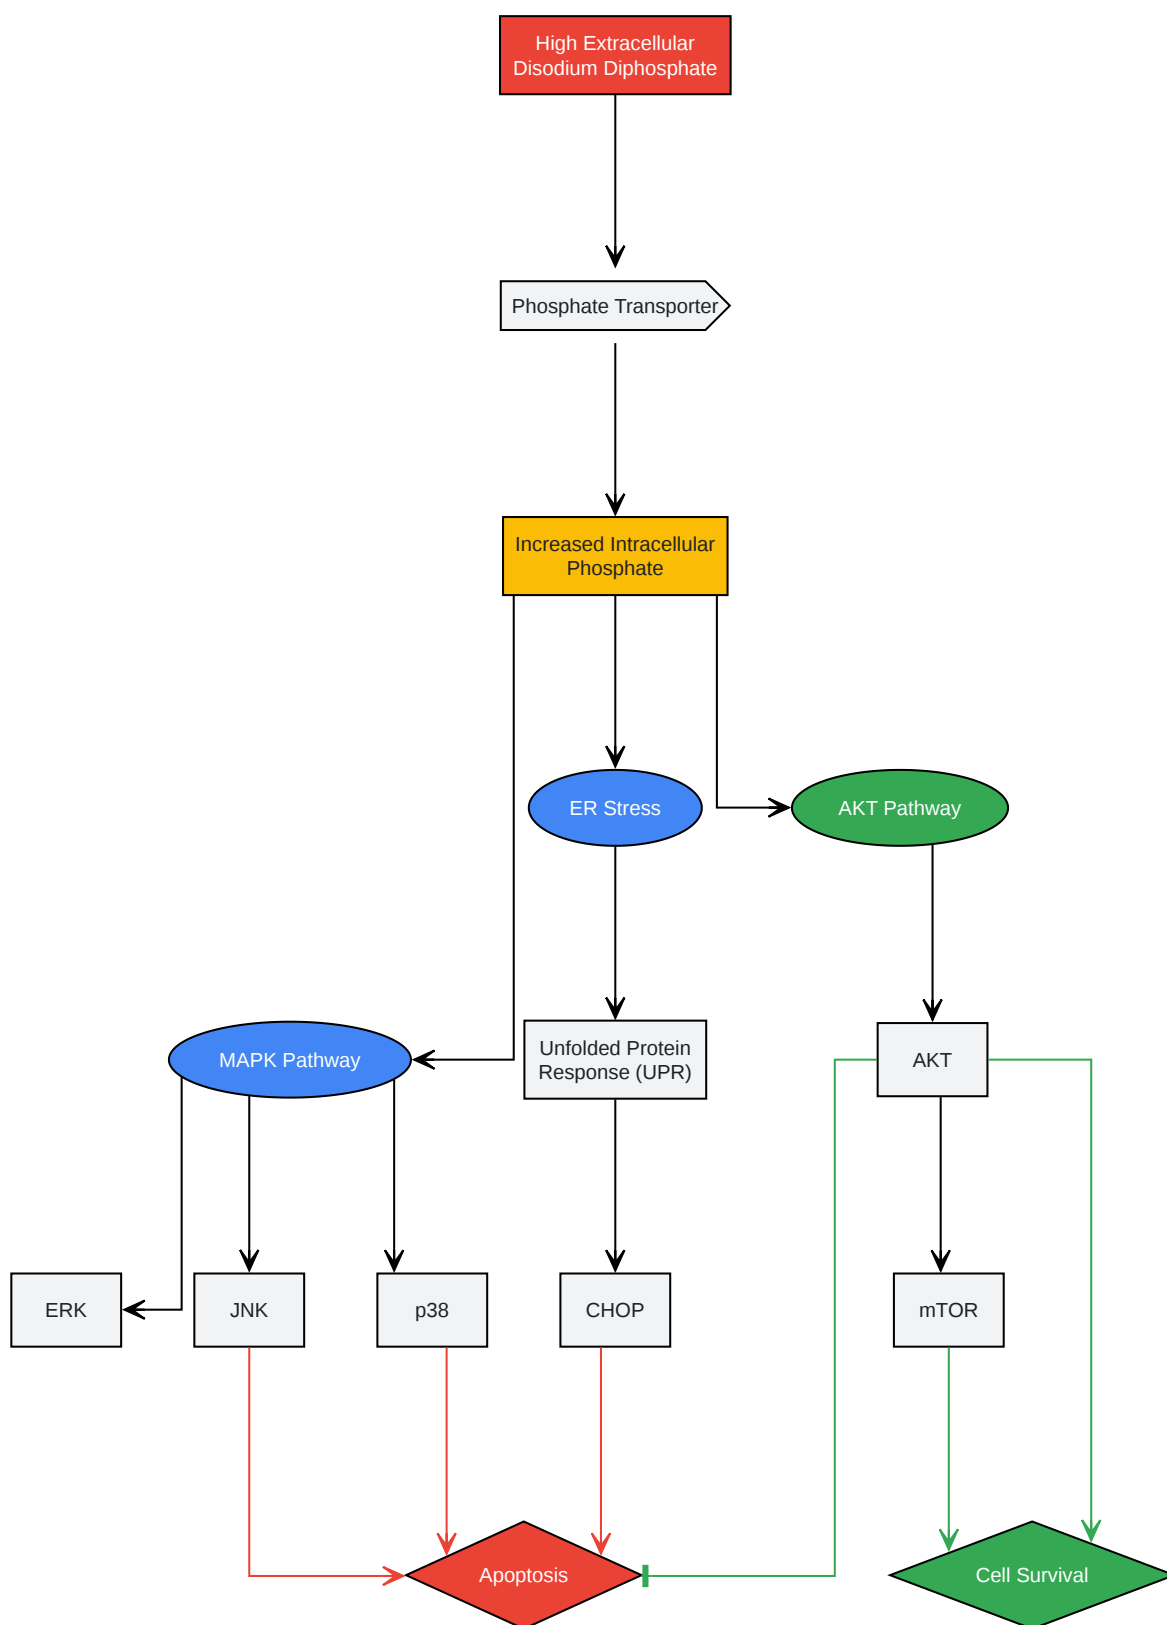 High Extracellular
Disodium Diphosphate
Phosphate Transporter
Increased Intracellular
Phosphate
ER Stress
AKT Pathway
MAPK Pathway
Unfolded Protein
Response (UPR)
AKT
ERK
JNK
p38
CHOP
mTOR
Apoptosis
Cell Survival